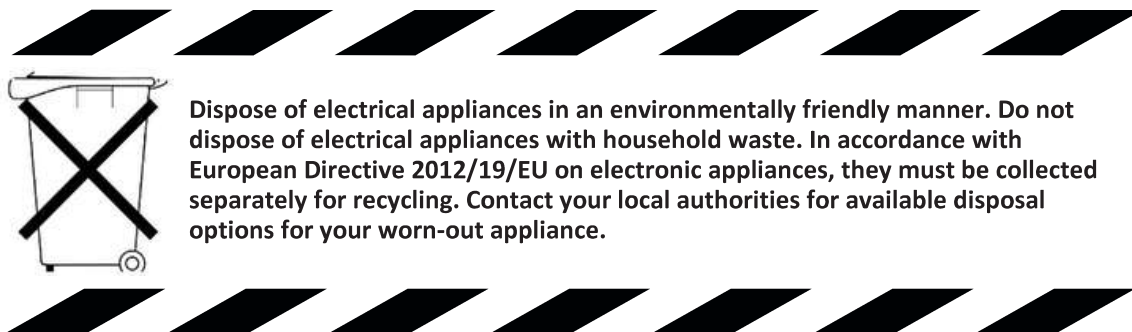 Dispose of electrical appliances in an environmentally friendly manner. Do not
dispose of electrical appliances with household waste. In accordance with
European Directive 2012/19/EU on electronic appliances, they must be collected
separately for recycling. Contact your local authorities for available disposal
options for your worn-out appliance.